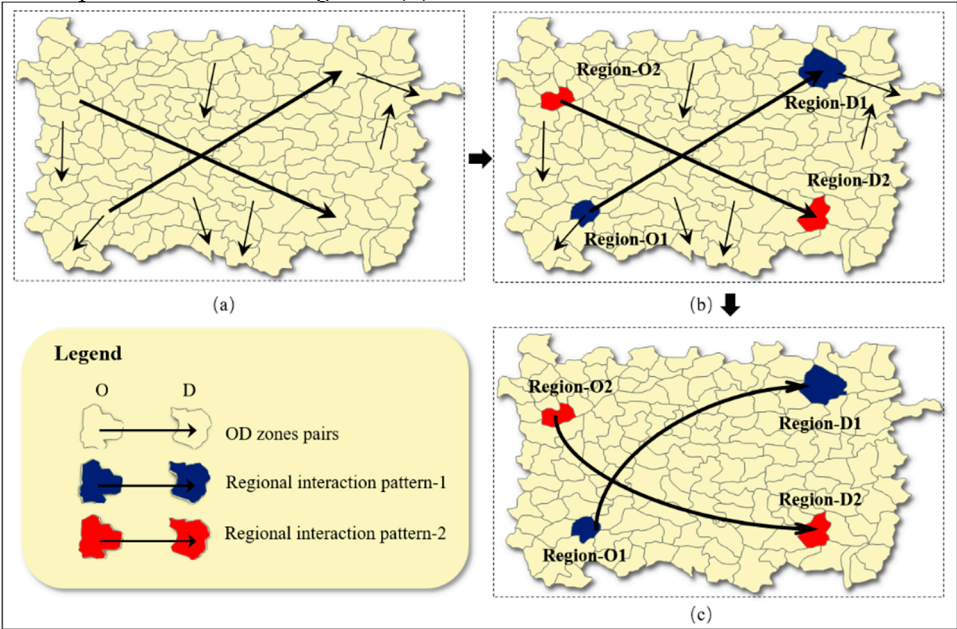 Region-O2
Region-D1
Region-D2
Region-O1
(a)
(b)
Legend
O D
OD zones pairs
Regional interaction pattern-1
Regional interaction pattern-2
Region-O2
Region-D1
Region-D2
Region-O1
(c)